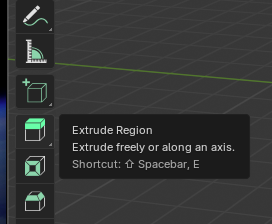 Extrude Region
Extrude freely or along an axis.
Shortcut: ⇧ Spacebar, E